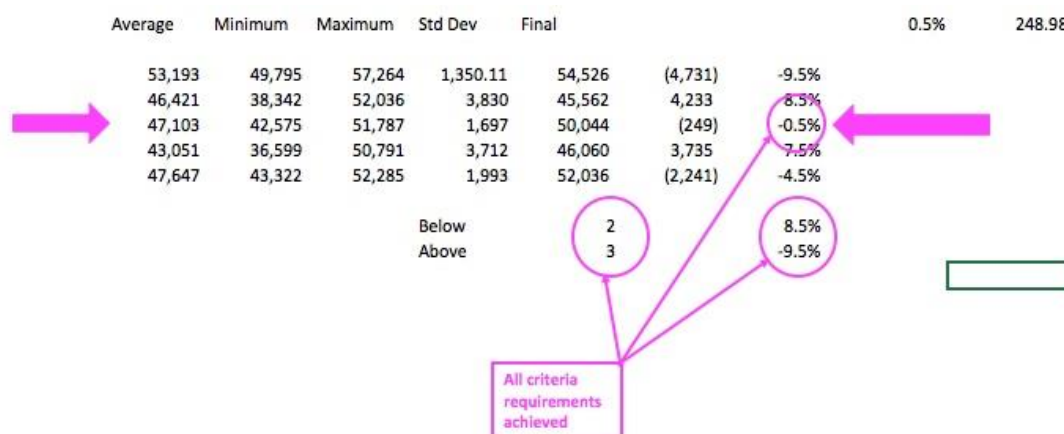 Average Minimum Maximum Std Dev Final 0.5% 248.98
53,193 49,795 57,264 1,350.11 54,526 (4,731) -9.5%
46,421 38,342 52,036 3,830 45,562 4,233 8.5%
47,103 42,575 51,787 1,697 50,044 (249) -0.5%
43,051 36,599 50,791 3,712 46,060 3,735 7.5%
47,647 43,322 52,285 1,993 52,036 (2,241) -4.5%
Below 2 8.5%
Above 3 -9.5%
All criteria
requirements
achieved